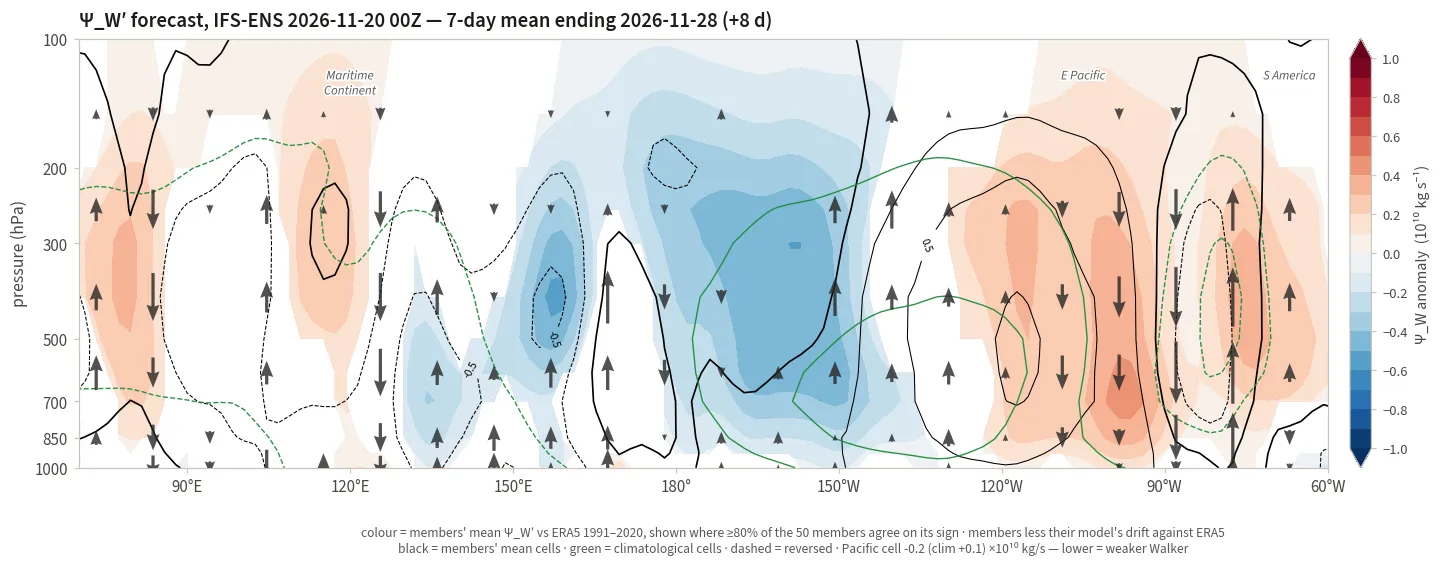 Ψ_W′ forecast, IFS-ENS 2026-11-20 00Z — 7-day mean ending 2026-11-28 (+8 d)
100
200
300
400
500
700
850
1000
pressure (hPa)
Maritime
Continent
E Pacific
S America
0.5
-0.5
-0.5
90°E
120°E
150°E
180°
150°W
120°W
90°W
60°W
1.0
0.8
0.6
0.4
0.2
0.0
−0.2
−0.4
−0.6
−0.8
−1.0
Ψ_W anomaly (10¹⁰ kg s⁻¹)
colour = members' mean Ψ_W′ vs ERA5 1991–2020, shown where ≥80% of the 50 members agree on its sign · members less their model's drift against ERA5
black = members' mean cells · green = climatological cells · dashed = reversed · Pacific cell -0.2 (clim +0.1) ×10¹⁰ kg/s — lower = weaker Walker